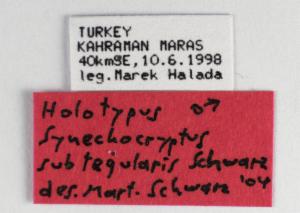 TURKEY
KAHRAMAN MARAS
40kmSE, 10.6.1998
leg. Marek Halada
Holotypus ♂
Synechocryptus
subtegularis Schwarz
des. Mart. Schwarz '04